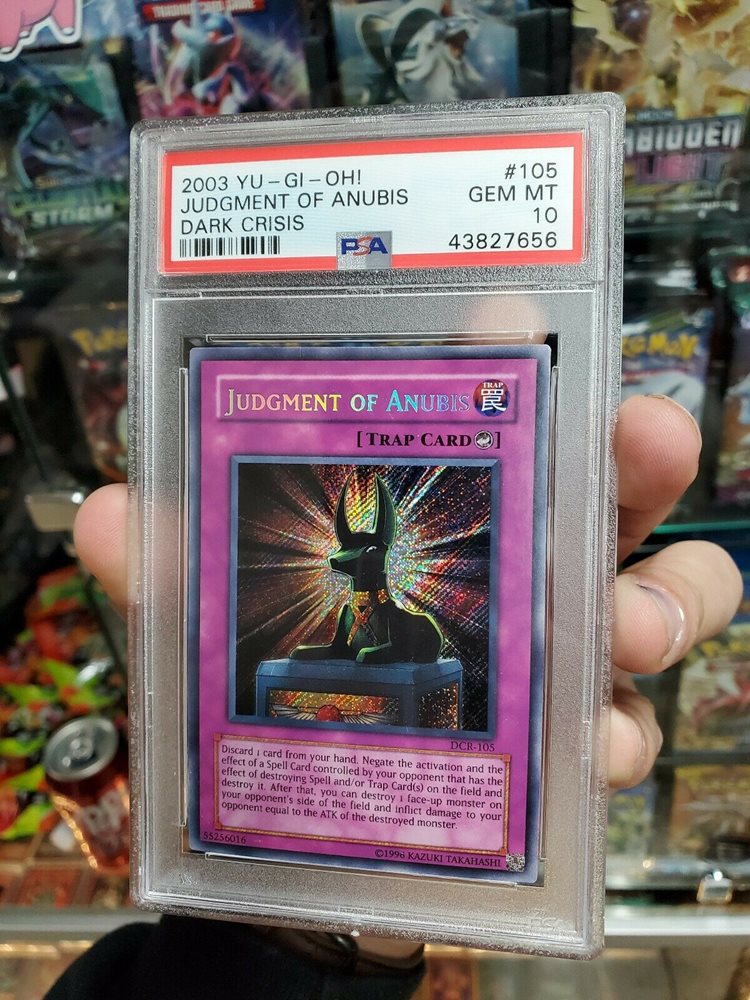 TRADING CARD GAME
STORM
2003 YU-GI-OH!
#105
JUDGMENT OF ANUBIS
GEM MT
DARK CRISIS
10
PSA
43827656
JUDGMENT OF ANUBIS
TRAP
罠
[TRAP CARD]
DCR-105
Discard 1 card from your hand. Negate the activation and the
effect of a Spell Card controlled by your opponent that has the
effect of destroying Spell and/or Trap Card(s) on the field and
destroy it. After that, you can destroy 1 face-up monster on
your opponent's side of the field and inflict damage to your
opponent equal to the ATK of the destroyed monster.
55256016
©1996 KAZUKI TAKAHASHI